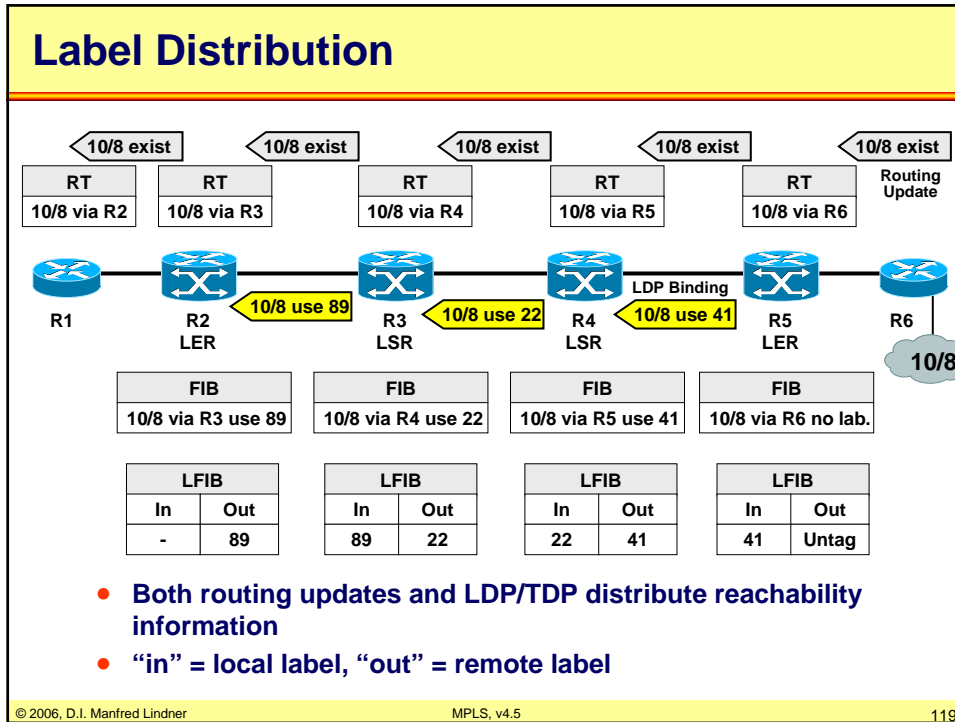 Label Distribution
10/8 exist 10/8 exist 10/8 exist 10/8 exist 10/8 exist
RT RT RT RT RT Routing
Update
10/8 via R2 10/8 via R3 10/8 via R4 10/8 via R5 10/8 via R6
LDP Binding
10/8 use 89 10/8 use 22 10/8 use 41
R1 R2 R3 R4 R5 R6
LER LSR LSR LER
10/8
FIB FIB FIB FIB
10/8 via R3 use 89 10/8 via R4 use 22 10/8 via R5 use 41 10/8 via R6 no lab.
LFIB LFIB LFIB LFIB
In Out In Out In Out In Out
- 89 89 22 22 41 41 Untag
• Both routing updates and LDP/TDP distribute reachability
information
• “in” = local label, “out” = remote label
© 2006, D.I. Manfred Lindner MPLS, v4.5 119